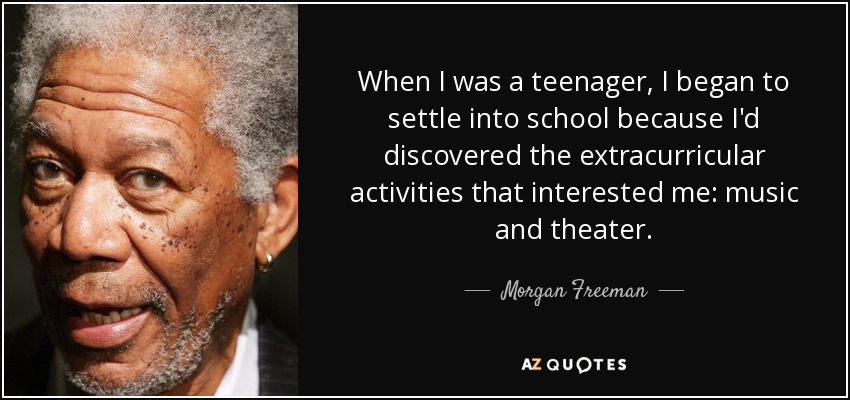 When I was a teenager, I began to
settle into school because I'd
discovered the extracurricular
activities that interested me: music
and theater.
Morgan Freeman
AZ QUOTES